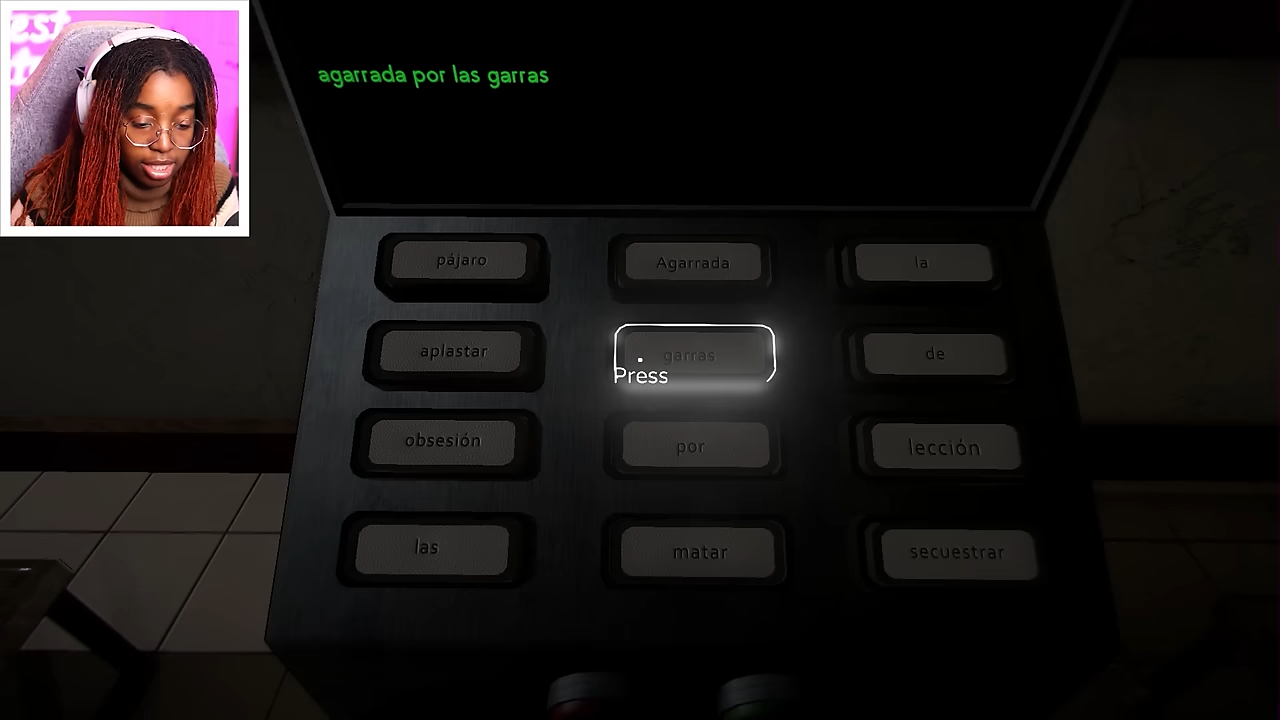 agarrada por las garras
pájaro
Agarrada
la
aplastar
garras
de
Press
obsesión
por
lección
las
matar
secuestrar